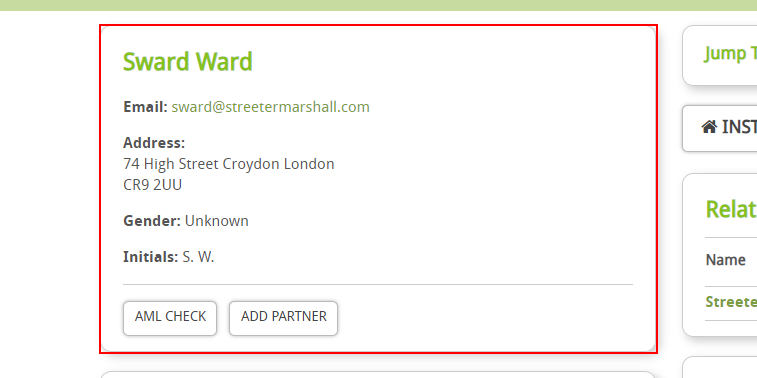 Sward Ward
Email: sward@streetermarshall.com
Address:
74 High Street Croydon London
CR9 2UU
Gender: Unknown
Initials: S. W.
AML CHECK
ADD PARTNER
Jump T
INST
Relat
Name
Streete